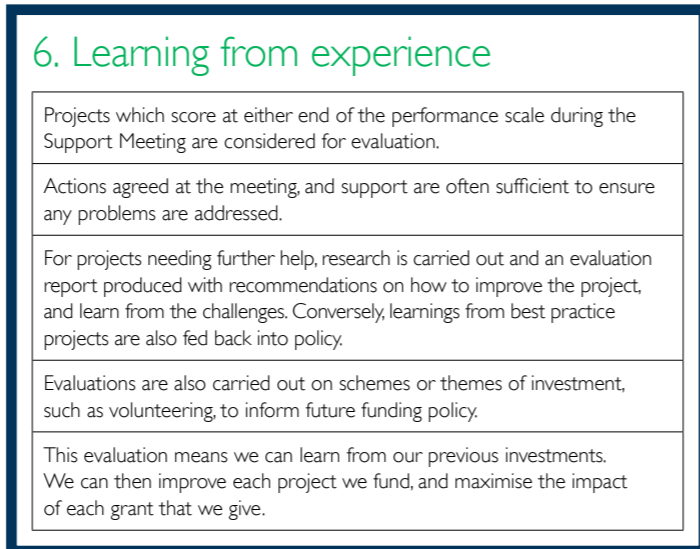 6. Learning from experience
Projects which score at either end of the performance scale during the
Support Meeting are considered for evaluation.
Actions agreed at the meeting, and support are often sufficient to ensure
any problems are addressed.
For projects needing further help, research is carried out and an evaluation
report produced with recommendations on how to improve the project,
and learn from the challenges. Conversely, learnings from best practice
projects are also fed back into policy.
Evaluations are also carried out on schemes or themes of investment,
such as volunteering, to inform future funding policy.
This evaluation means we can learn from our previous investments.
We can then improve each project we fund, and maximise the impact
of each grant that we give.